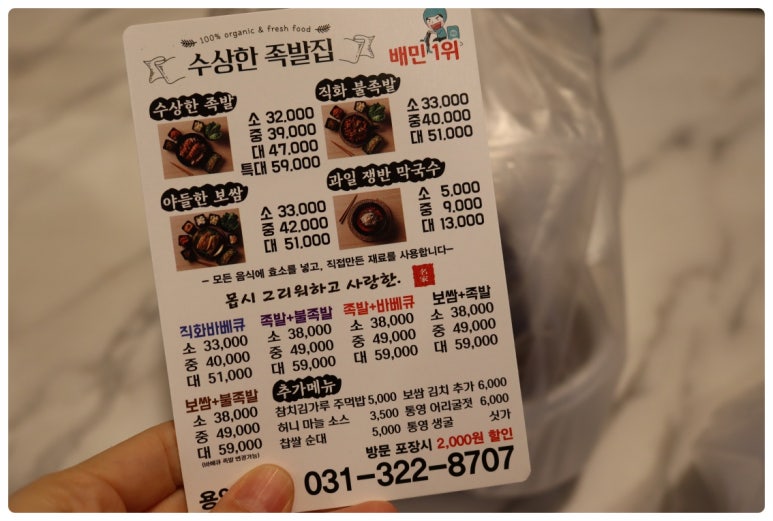 100% organic & fresh food
수상한 족발집
배민 1위
수상한 족발
소 32,000
중 39,000
대 47,000
특대 59,000
직화 불족발
소 33,000
중 40,000
대 51,000
야들한 보쌈
소 33,000
중 42,000
대 51,000
과일 쟁반 막국수
소 5,000
중 9,000
대 13,000
- 모든 음식에 효소를 넣고, 직접만든 재료를 사용합니다-
몹시 그리워하고 사랑한.
名家
직화바베큐
소 33,000
중 40,000
대 51,000
족발+불족발
소 38,000
중 49,000
대 59,000
족발+바베큐
소 38,000
중 49,000
대 59,000
보쌈+족발
소 38,000
중 49,000
대 59,000
보쌈+불족발
소 38,000
중 49,000
대 59,000
(바베큐 족발 변경가능)
추가메뉴
참치김가루 주먹밥 5,000
허니 마늘 소스 3,500
찹쌀 순대 5,000
보쌈 김치 추가 6,000
통영 어리굴젓 6,000
통영 생굴 싯가
방문 포장시 2,000원 할인
031-322-8707